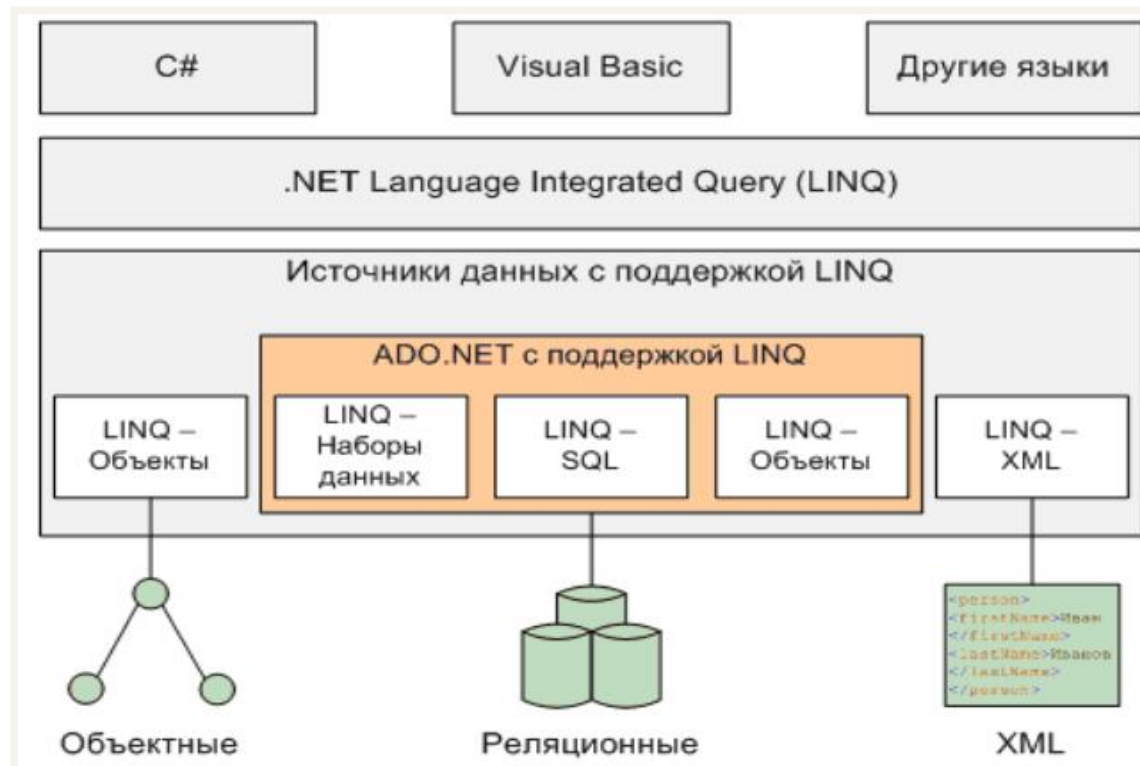 C#
Visual Basic
Другие языки
.NET Language Integrated Query (LINQ)
Источники данных с поддержкой LINQ
ADO.NET с поддержкой LINQ
LINQ –
Объекты
LINQ –
Наборы
данных
LINQ –
SQL
LINQ –
Объекты
LINQ –
XML
<person>
<firstName>Иван
</firstName>
<lastName>Иванов
</lastName>
</person>
Объектные
Реляционные
XML